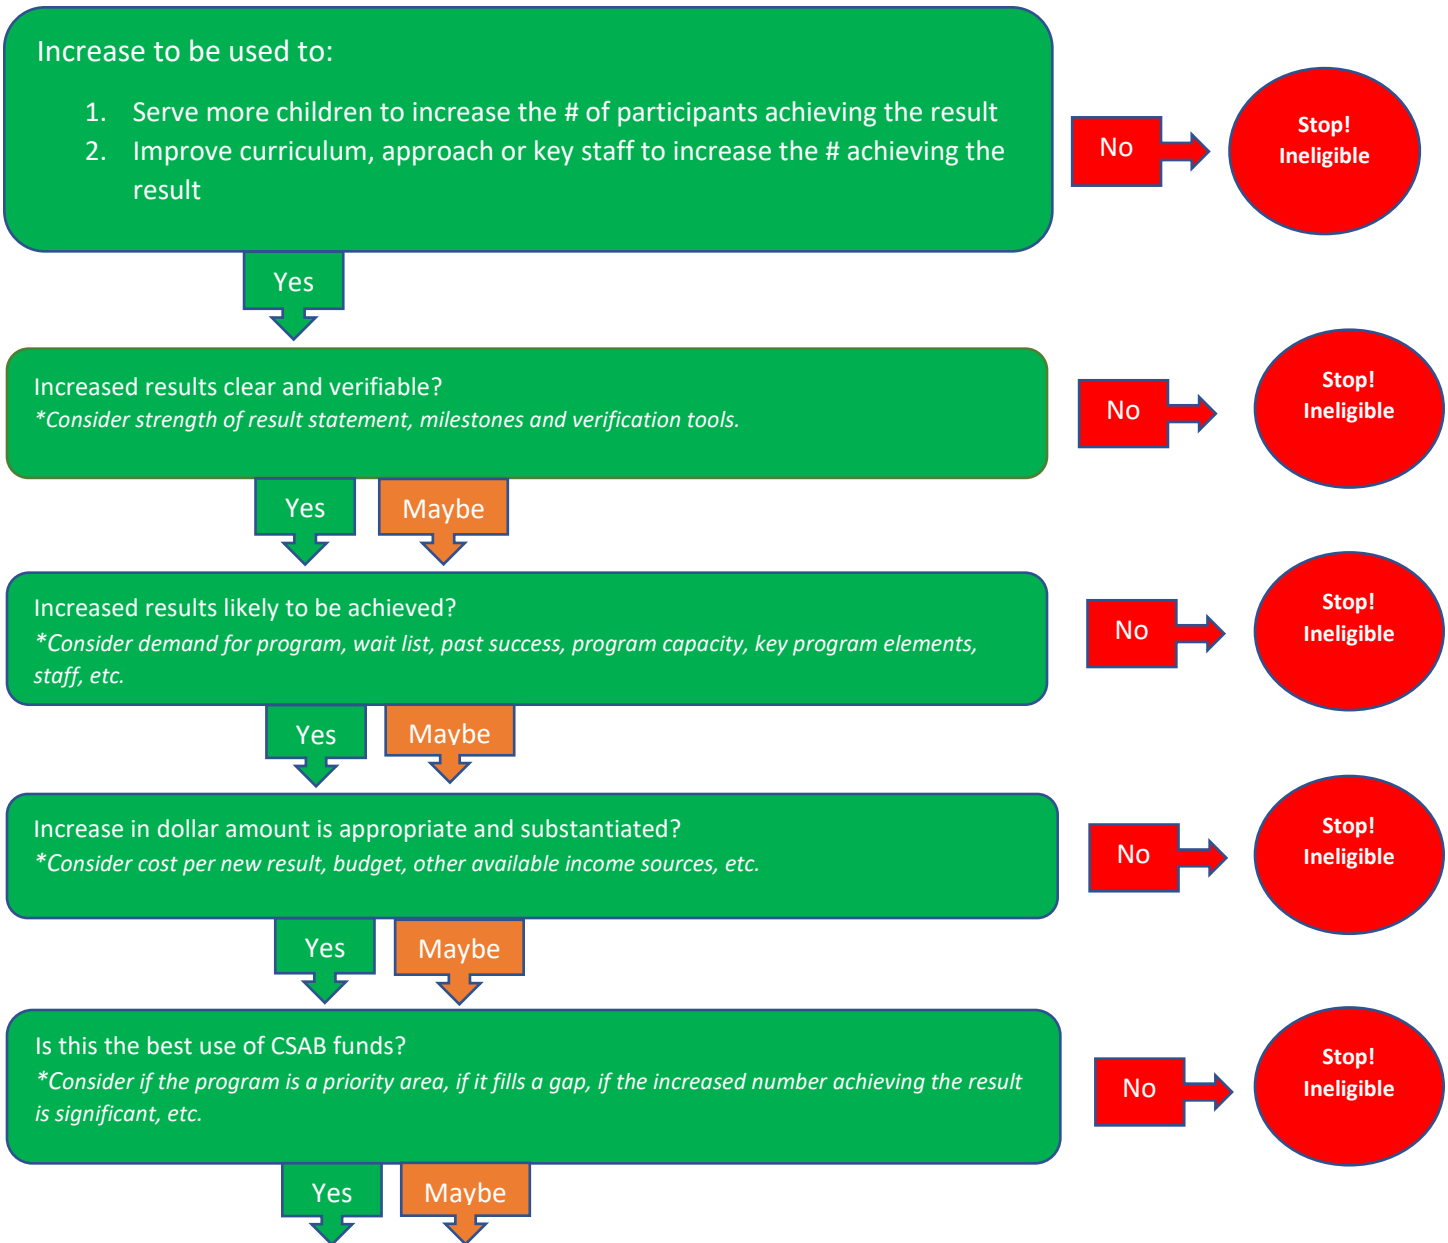 Increase to be used to:
1. Serve more children to increase the # of participants achieving the result
2. Improve curriculum, approach or key staff to increase the # achieving the
result
No
Stop!
Ineligible
Yes
Increased results clear and verifiable?
*Consider strength of result statement, milestones and verification tools.
No
Stop!
Ineligible
Yes
Maybe
Increased results likely to be achieved?
*Consider demand for program, wait list, past success, program capacity, key program elements,
staff, etc.
No
Stop!
Ineligible
Yes
Maybe
Increase in dollar amount is appropriate and substantiated?
*Consider cost per new result, budget, other available income sources, etc.
No
Stop!
Ineligible
Yes
Maybe
Is this the best use of CSAB funds?
*Consider if the program is a priority area, if it fills a gap, if the increased number achieving the result
is significant, etc.
No
Stop!
Ineligible
Yes
Maybe